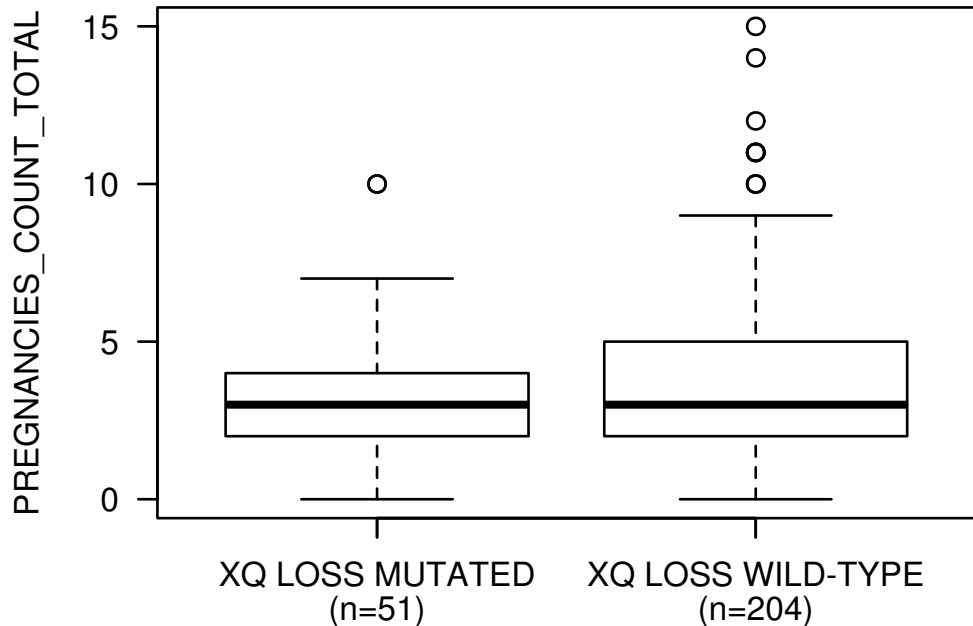 PREGNANCIES_COUNT_TOTAL
15
10
5
0
XQ LOSS MUTATED
(n=51)
XQ LOSS WILD-TYPE
(n=204)